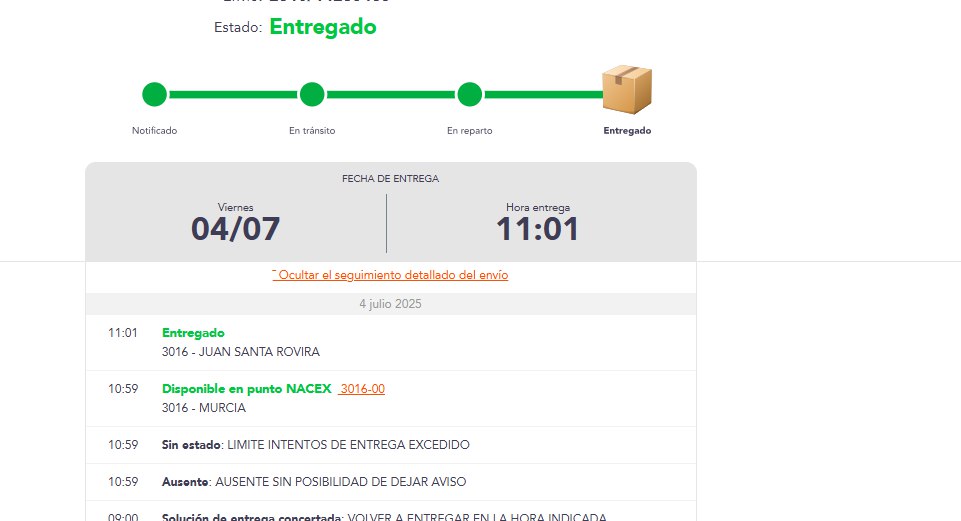 Estado: Entregado
Notificado
En tránsito
En reparto
Entregado
FECHA DE ENTREGA
Viernes
04/07
Hora entrega
11:01
Ocultar el seguimiento detallado del envío
4 julio 2025
11:01 Entregado
3016 - JUAN SANTA ROVIRA
10:59 Disponible en punto NACEX 3016-00
3016 - MURCIA
10:59 Sin estado: LIMITE INTENTOS DE ENTREGA EXCEDIDO
10:59 Ausente: AUSENTE SIN POSIBILIDAD DE DEJAR AVISO
09:00 Solución de entrega concertada: VOLVER A ENTREGAR EN LA HORA INDICADA